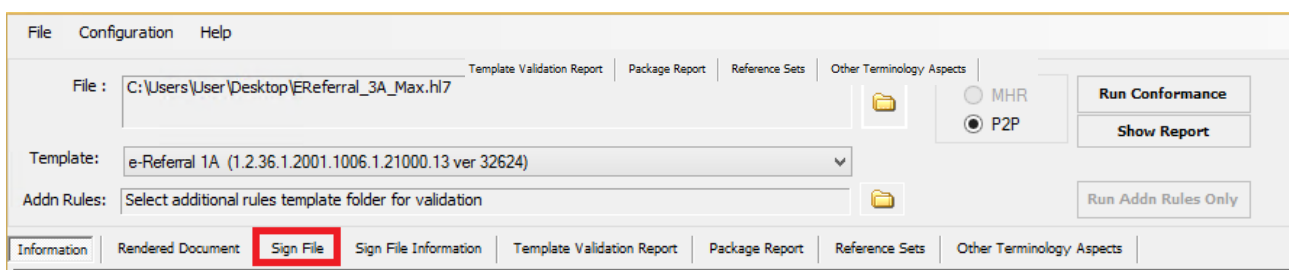 File Configuration Help
Template Validation Report Package Report Reference Sets Other Terminology Aspects
File : C:\Users\User\Desktop\EReferral_3A_Max.hl7
MHR
Run Conformance
P2P
Show Report
Template: e-Referral 1A (1.2.36.1.2001.1006.1.21000.13 ver 32624)
Addn Rules: Select additional rules template folder for validation
Run Addn Rules Only
Information Rendered Document Sign File Sign File Information Template Validation Report Package Report Reference Sets Other Terminology Aspects